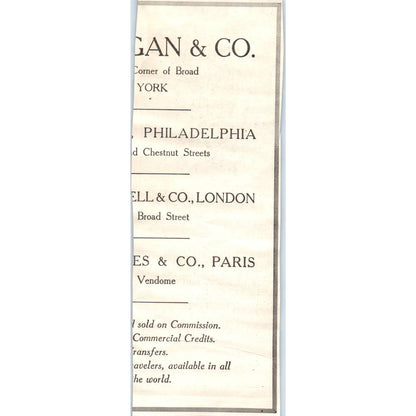 GAN & CO.
Corner of Broad
YORK
, PHILADELPHIA
d Chestnut Streets
ELL & CO., LONDON
Broad Street
ES & CO., PARIS
Vendome
d sold on Commission.
Commercial Credits.
ransfers.
avelers, available in all
he world.